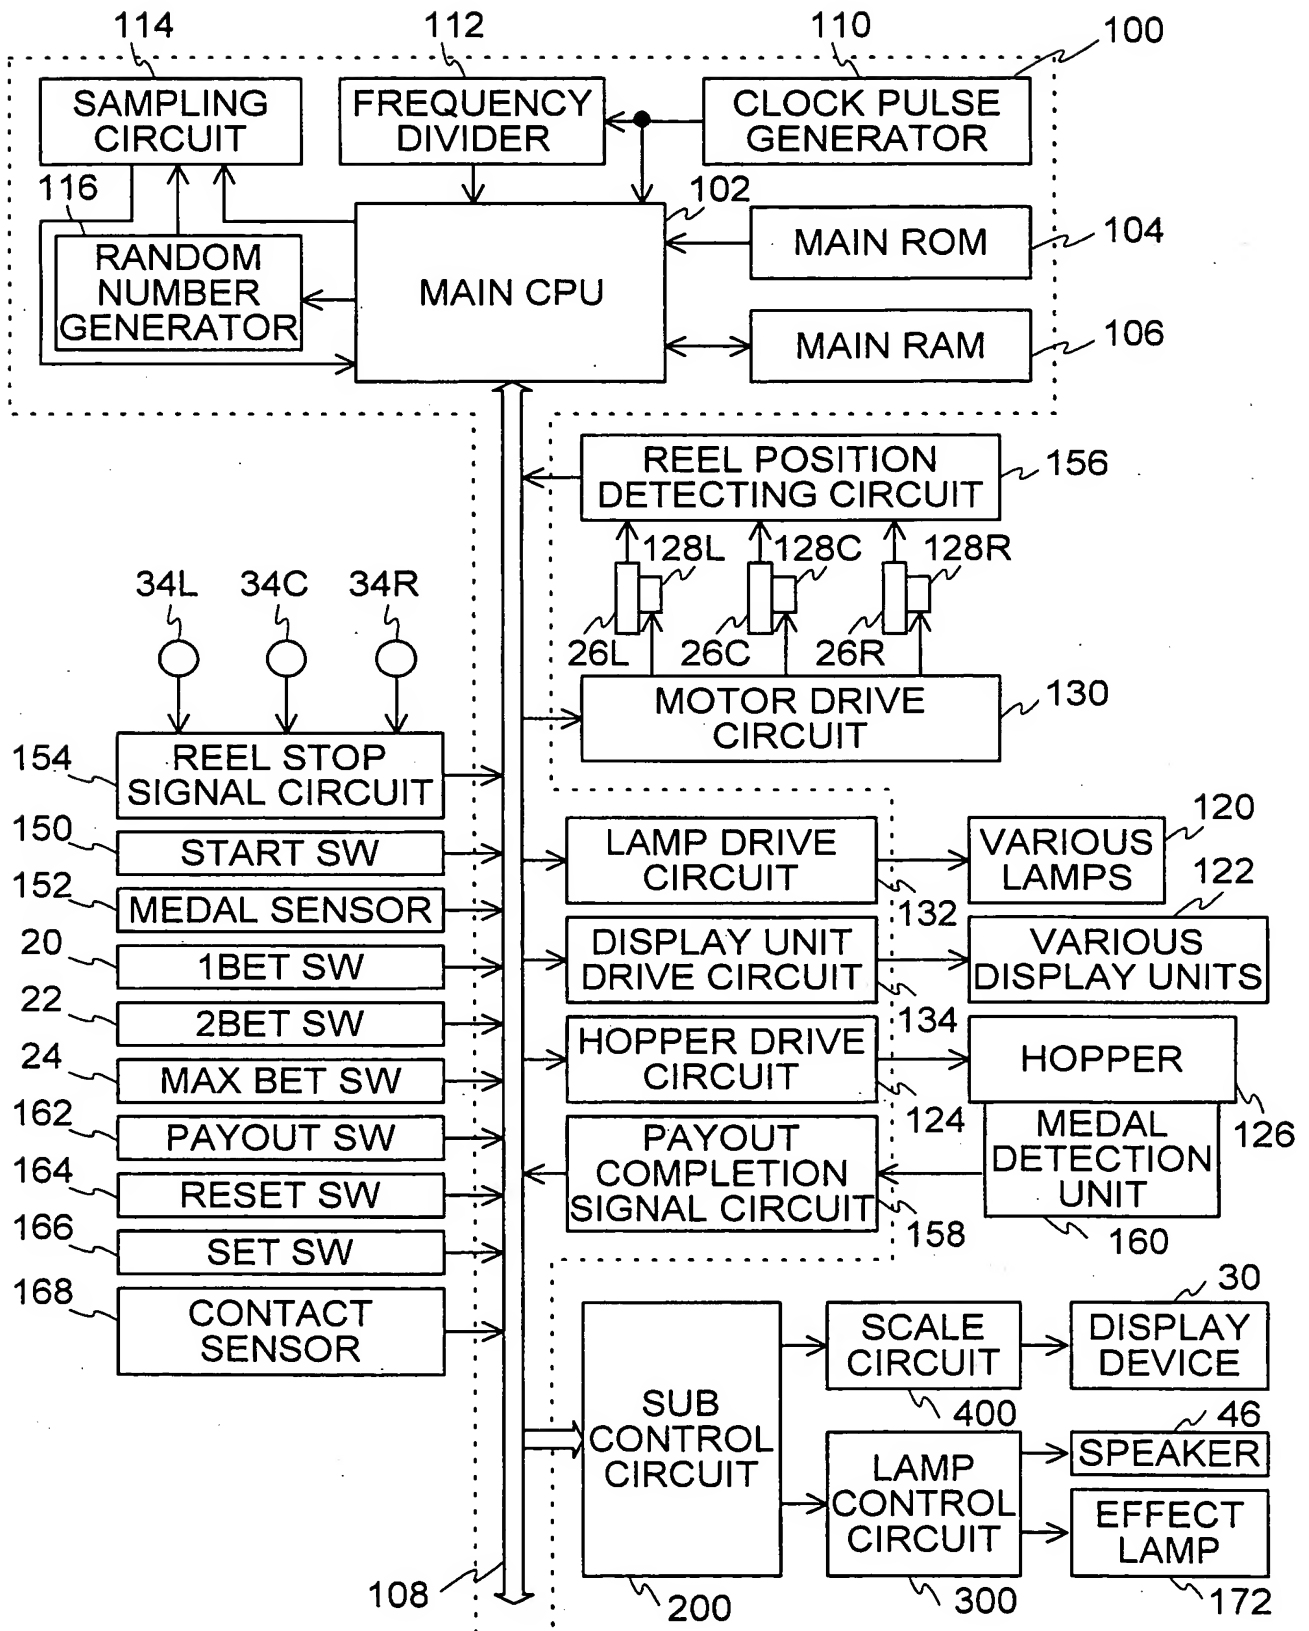 114
112
110
100
SAMPLING
CIRCUIT
FREQUENCY
DIVIDER
CLOCK PULSE
GENERATOR
116
102
RANDOM
NUMBER
GENERATOR
MAIN CPU
MAIN ROM
104
MAIN RAM
106
REEL POSITION
DETECTING CIRCUIT
156
128L
128C
128R
34L
34C
34R
26L
26C
26R
MOTOR DRIVE
CIRCUIT
130
154
REEL STOP
SIGNAL CIRCUIT
150
START SW
152
MEDAL SENSOR
20
1BET SW
22
2BET SW
24
MAX BET SW
162
PAYOUT SW
164
RESET SW
166
SET SW
168
CONTACT
SENSOR
LAMP DRIVE
CIRCUIT
132
VARIOUS
LAMPS
120
DISPLAY UNIT
DRIVE CIRCUIT
134
VARIOUS
DISPLAY UNITS
122
HOPPER DRIVE
CIRCUIT
124
HOPPER
126
PAYOUT
COMPLETION
SIGNAL CIRCUIT
158
MEDAL
DETECTION
UNIT
160
SUB
CONTROL
CIRCUIT
200
SCALE
CIRCUIT
400
DISPLAY
DEVICE
30
LAMP
CONTROL
CIRCUIT
300
SPEAKER
46
EFFECT
LAMP
172
108